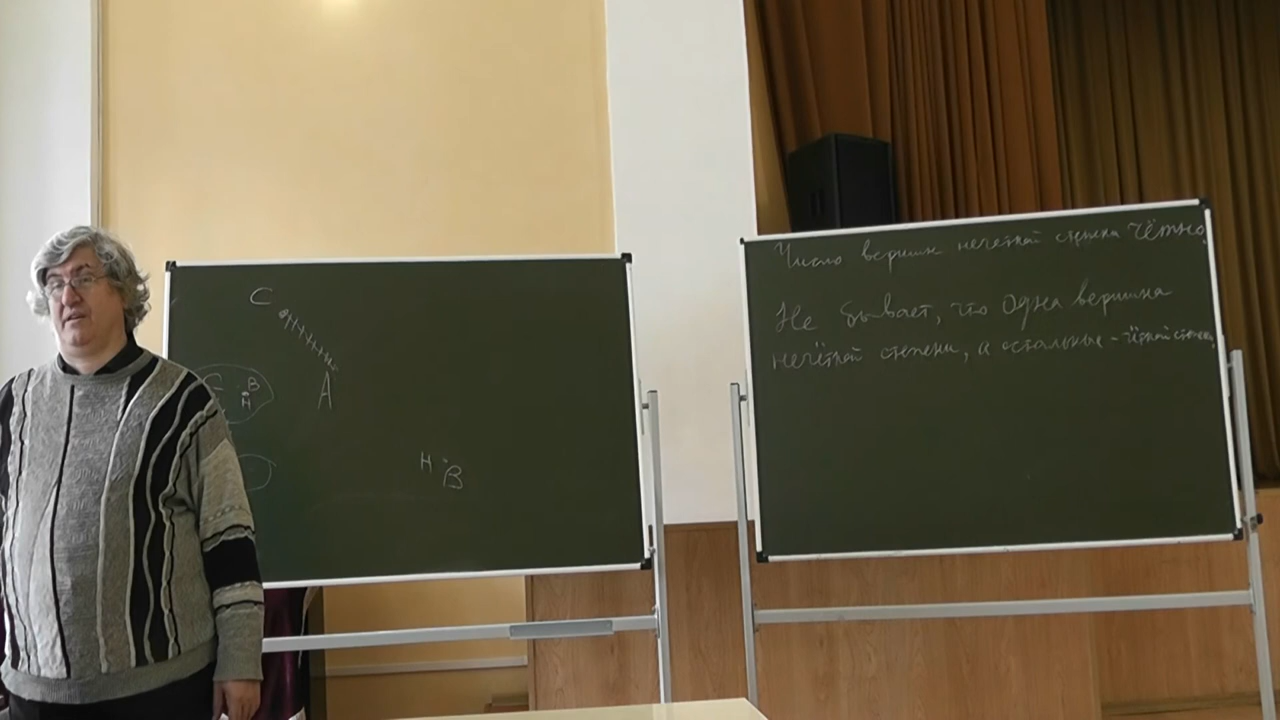 C
A
C B
H
H B
Число вершин нечётной степени чётно.
Не бывает, что одна вершина
нечётной степени, а остальные - чётной степени.